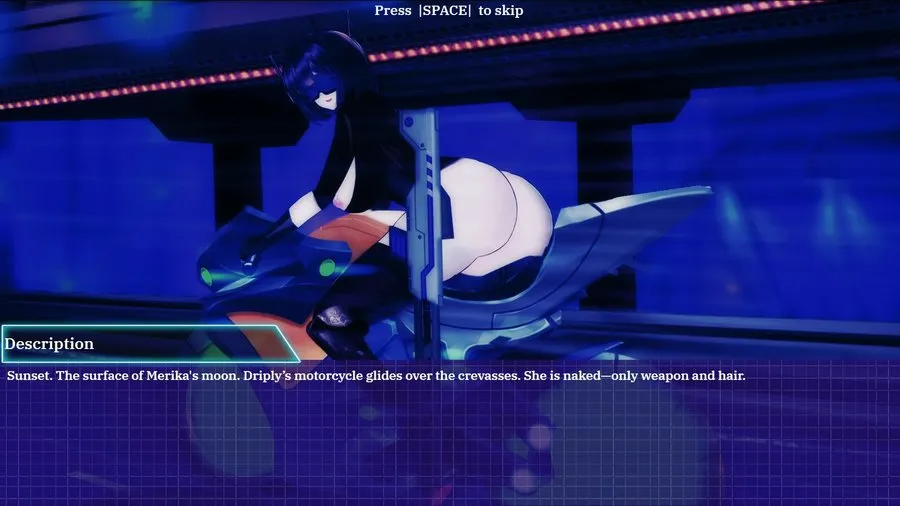 Press |SPACE| to skip
Description
Sunset. The surface of Merika's moon. Driply’s motorcycle glides over the crevasses. She is naked—only weapon and hair.